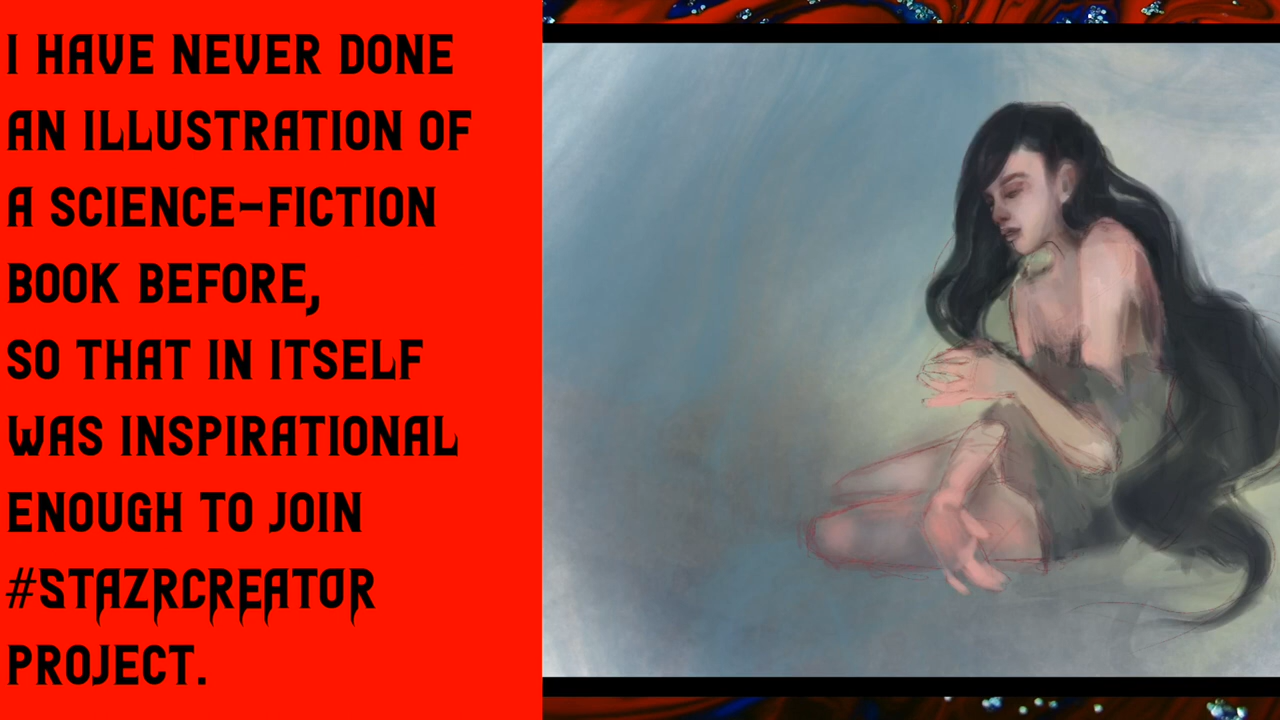 I HAVE NEVER DONE
AN ILLUSTRATION OF
A SCIENCE-FICTION
BOOK BEFORE,
SO THAT IN ITSELF
WAS INSPIRATIONAL
ENOUGH TO JOIN
#STAZRCREATOR
PROJECT.